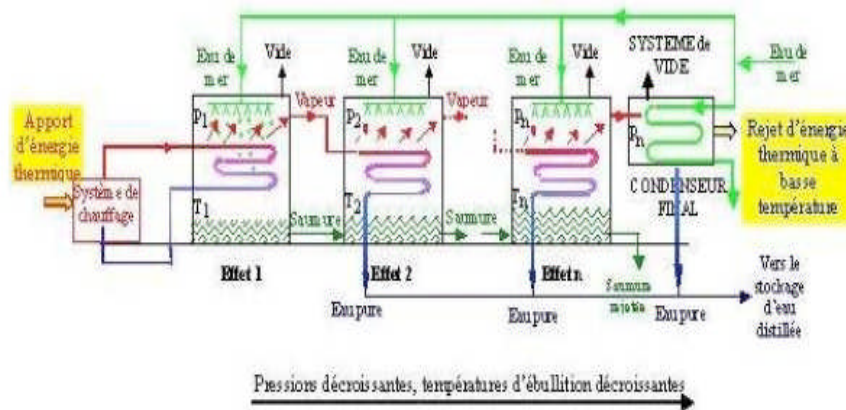 Eau de
mer
Vide
Eau de
mer
Vide
Eau de
mer
Vide
SYSTEME de
VIDE
Eau de
mer
Apport
d'énergie
thermique
Système de
chauffage
P1
T1
Vapeur
P2
T2
Vapeur
Pn
Tn
Pn
CONDENSEUR
FINAL
Rejet d'énergie
thermique à
basse
température
Saumure
Saumure
Effet 1
Effet 2
Effet n
Eau pure
Eau pure
Eau pure
Vers le
stockage
d'eau
distillée
Pressions décroissantes, températures d'ébullition décroissantes